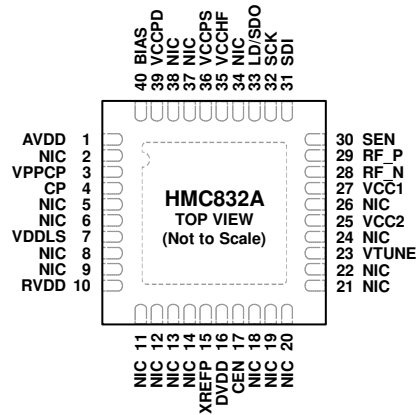 40 BIAS
39 VCCPD
38 NIC
37 NIC
36 VCCPS
35 VCCHF
34 NIC
33 LD/SDO
32 SCK
31 SDI
AVDD 1
NIC 2
VPPCP 3
CP 4
NIC 5
NIC 6
VDDLS 7
NIC 8
NIC 9
RVDD 10
HMC832A
TOP VIEW
(Not to Scale)
30 SEN
29 RF_P
28 RF_N
27 VCC1
26 NIC
25 VCC2
24 NIC
23 VTUNE
22 NIC
21 NIC
NIC 11
NIC 12
NIC 13
NIC 14
XREFP 15
DVDD 16
CEN 17
NIC 18
NIC 19
NIC 20